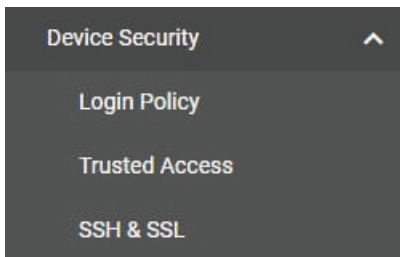 Device Security
Login Policy
Trusted Access
SSH & SSL